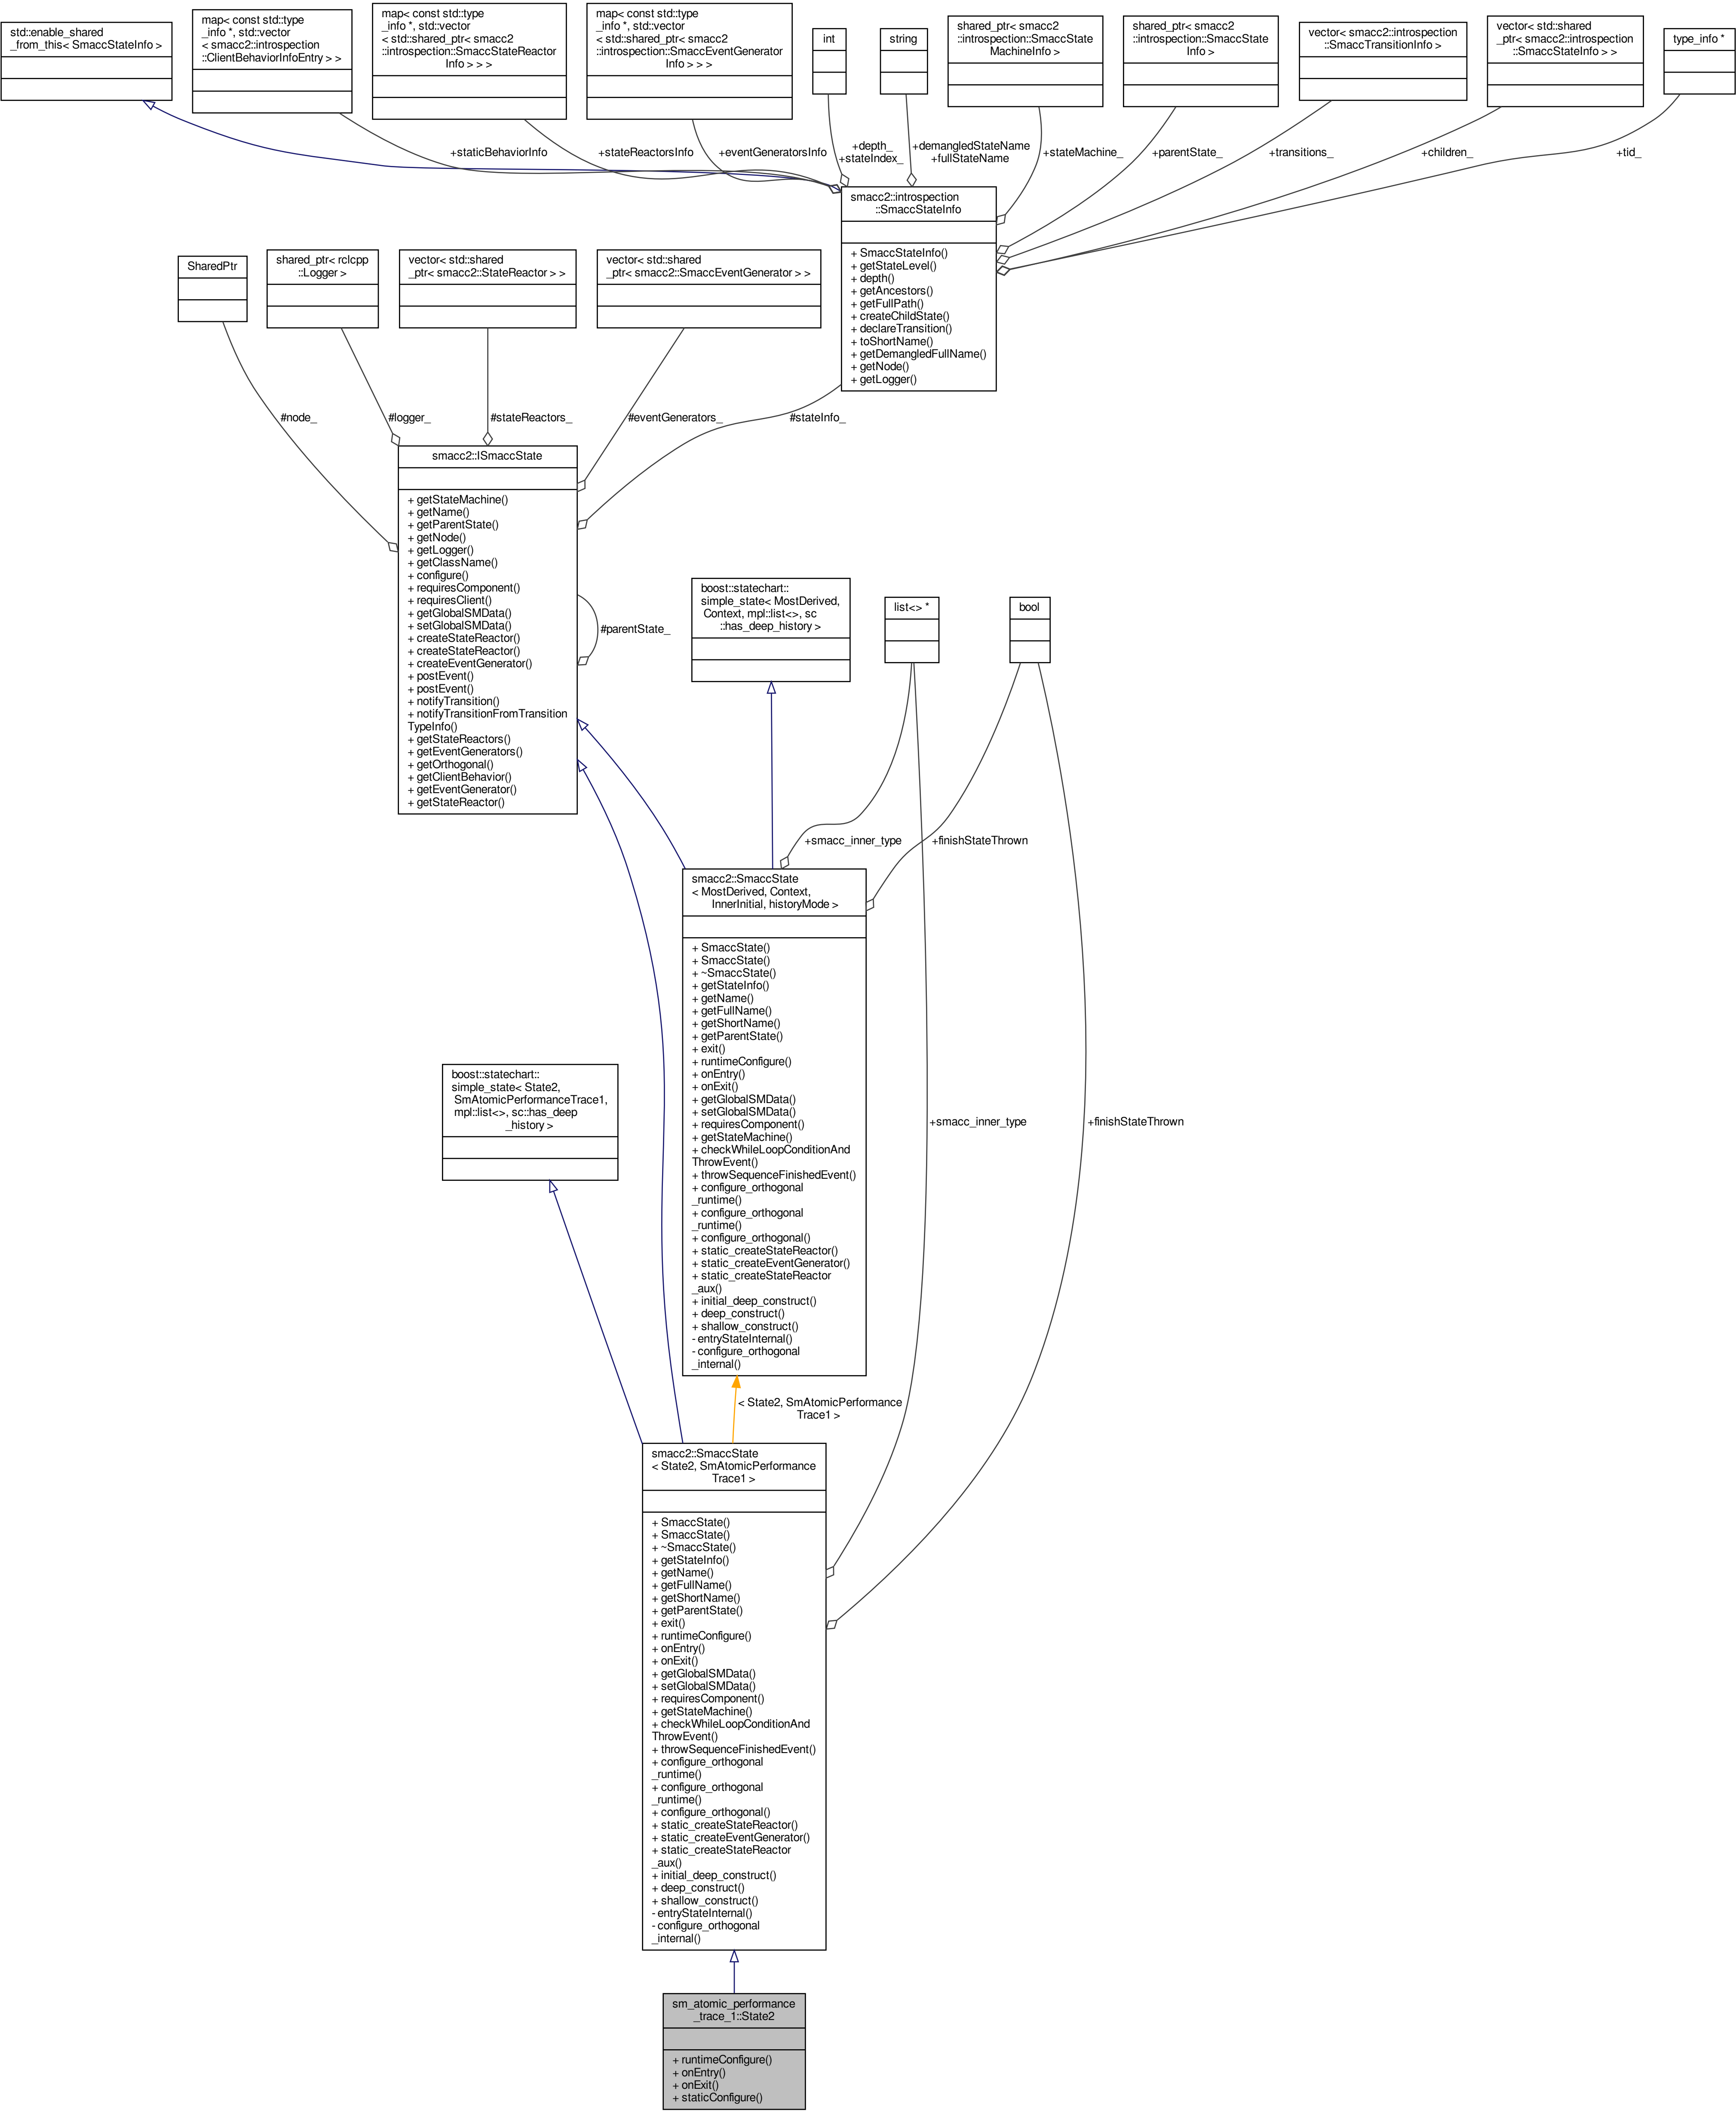 std::enable_shared
_from_this< SmaccStateInfo >
map< const std::type
_info *, std::vector
< smacc2::introspection
::ClientBehaviorInfoEntry > >
map< const std::type
_info *, std::vector
< std::shared_ptr< smacc2
::introspection::SmaccStateReactor
Info > > >
map< const std::type
_info *, std::vector
< std::shared_ptr< smacc2
::introspection::SmaccEventGenerator
Info > > >
int
string
shared_ptr< smacc2
::introspection::SmaccState
MachineInfo >
shared_ptr< smacc2
::introspection::SmaccState
Info >
vector< smacc2::introspection
::SmaccTransitionInfo >
vector< std::shared
_ptr< smacc2::introspection
::SmaccStateInfo > >
type_info *
+staticBehaviorInfo
+stateReactorsInfo
+eventGeneratorsInfo
+depth_
+stateIndex_
+demangledStateName
+fullStateName
+stateMachine_
+parentState_
+transitions_
+children_
+tid_
smacc2::introspection
::SmaccStateInfo
+ SmaccStateInfo()
+ getStateLevel()
+ depth()
+ getAncestors()
+ getFullPath()
+ createChildState()
+ declareTransition()
+ toShortName()
+ getDemangledFullName()
+ getNode()
+ getLogger()
SharedPtr
shared_ptr< rclcpp
::Logger >
vector< std::shared
_ptr< smacc2::StateReactor > >
vector< std::shared
_ptr< smacc2::SmaccEventGenerator > >
#node_
#logger_
#stateReactors_
#eventGenerators_
#stateInfo_
smacc2::ISmaccState
+ getStateMachine()
+ getName()
+ getParentState()
+ getNode()
+ getLogger()
+ getClassName()
+ configure()
+ requiresComponent()
+ requiresClient()
+ getGlobalSMData()
+ setGlobalSMData()
+ createStateReactor()
+ createStateReactor()
+ createEventGenerator()
+ postEvent()
+ postEvent()
+ notifyTransition()
+ notifyTransitionFromTransition
TypeInfo()
+ getStateReactors()
+ getEventGenerators()
+ getOrthogonal()
+ getClientBehavior()
+ getEventGenerator()
+ getStateReactor()
#parentState_
boost::statechart::
simple_state< MostDerived,
Context, mpl::list<>, sc
::has_deep_history >
list<> *
bool
+smacc_inner_type
+finishStateThrown
smacc2::SmaccState
< MostDerived, Context,
InnerInitial, historyMode >
+ SmaccState()
+ SmaccState()
+ ~SmaccState()
+ getStateInfo()
+ getName()
+ getFullName()
+ getShortName()
+ getParentState()
+ exit()
+ runtimeConfigure()
+ onEntry()
+ onExit()
+ getGlobalSMData()
+ setGlobalSMData()
+ requiresComponent()
+ getStateMachine()
+ checkWhileLoopConditionAnd
ThrowEvent()
+ throwSequenceFinishedEvent()
+ configure_orthogonal
_runtime()
+ configure_orthogonal
_runtime()
+ configure_orthogonal()
+ static_createStateReactor()
+ static_createEventGenerator()
+ static_createStateReactor
_aux()
+ initial_deep_construct()
+ deep_construct()
+ shallow_construct()
- entryStateInternal()
- configure_orthogonal
_internal()
boost::statechart::
simple_state< State2,
SmAtomicPerformanceTrace1,
mpl::list<>, sc::has_deep
_history >
+smacc_inner_type
+finishStateThrown
< State2, SmAtomicPerformance
Trace1 >
smacc2::SmaccState
< State2, SmAtomicPerformance
Trace1 >
+ SmaccState()
+ SmaccState()
+ ~SmaccState()
+ getStateInfo()
+ getName()
+ getFullName()
+ getShortName()
+ getParentState()
+ exit()
+ runtimeConfigure()
+ onEntry()
+ onExit()
+ getGlobalSMData()
+ setGlobalSMData()
+ requiresComponent()
+ getStateMachine()
+ checkWhileLoopConditionAnd
ThrowEvent()
+ throwSequenceFinishedEvent()
+ configure_orthogonal
_runtime()
+ configure_orthogonal
_runtime()
+ configure_orthogonal()
+ static_createStateReactor()
+ static_createEventGenerator()
+ static_createStateReactor
_aux()
+ initial_deep_construct()
+ deep_construct()
+ shallow_construct()
- entryStateInternal()
- configure_orthogonal
_internal()
sm_atomic_performance
_trace_1::State2
+ runtimeConfigure()
+ onEntry()
+ onExit()
+ staticConfigure()